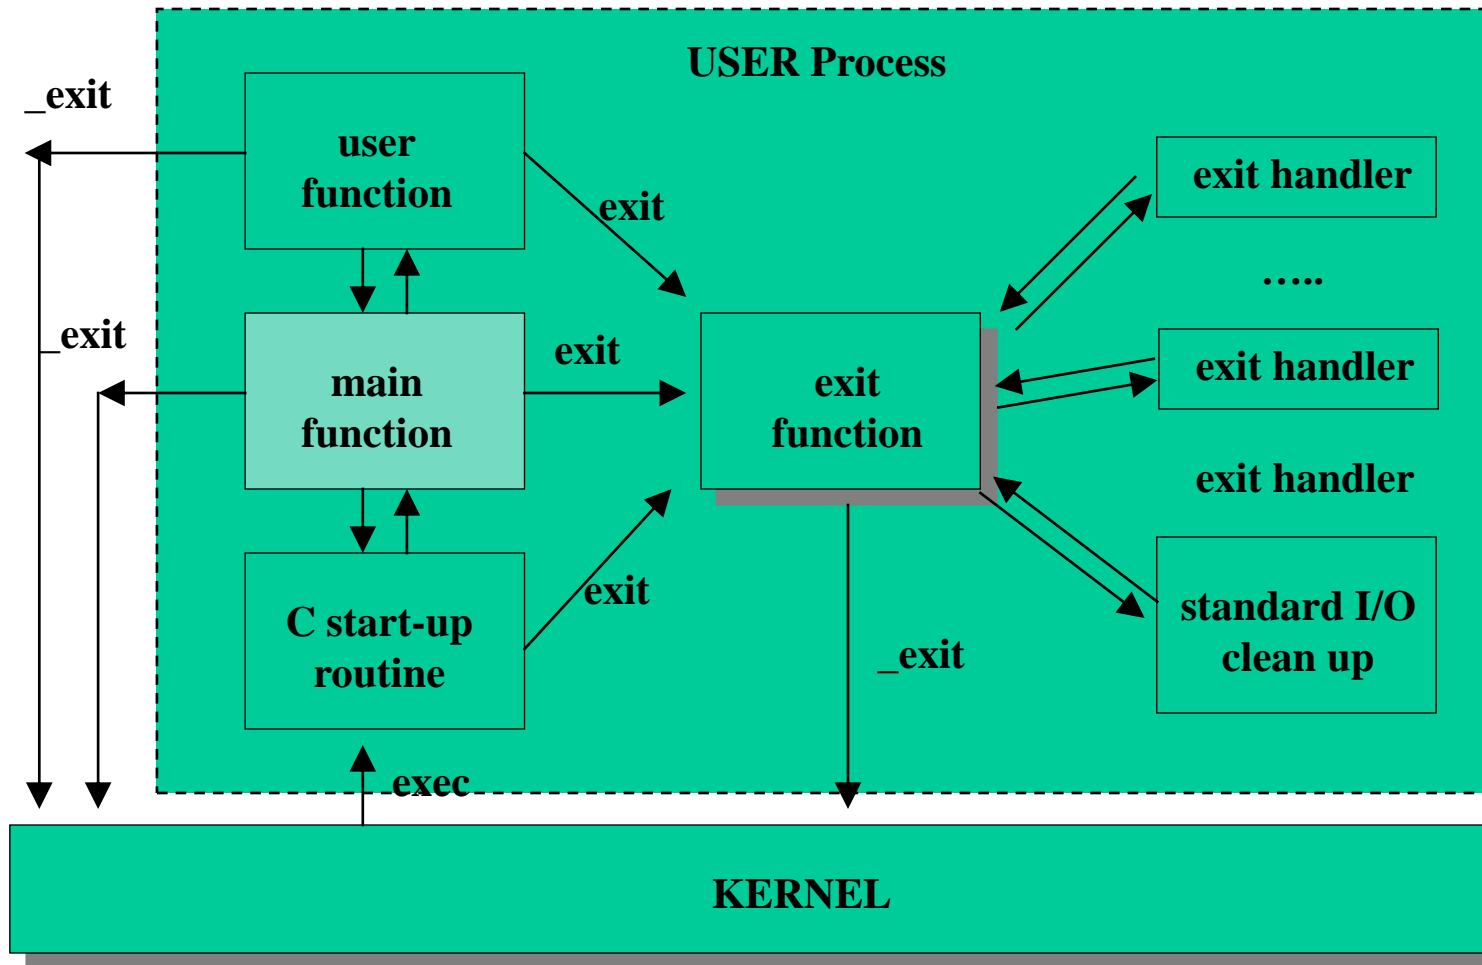 USER Process
_exit
user
function
exit handler
exit
…..
_exit
exit
main
function
exit
function
exit handler
exit handler
C start-up
routine
exit
standard I/O
clean up
_exit
exec
KERNEL